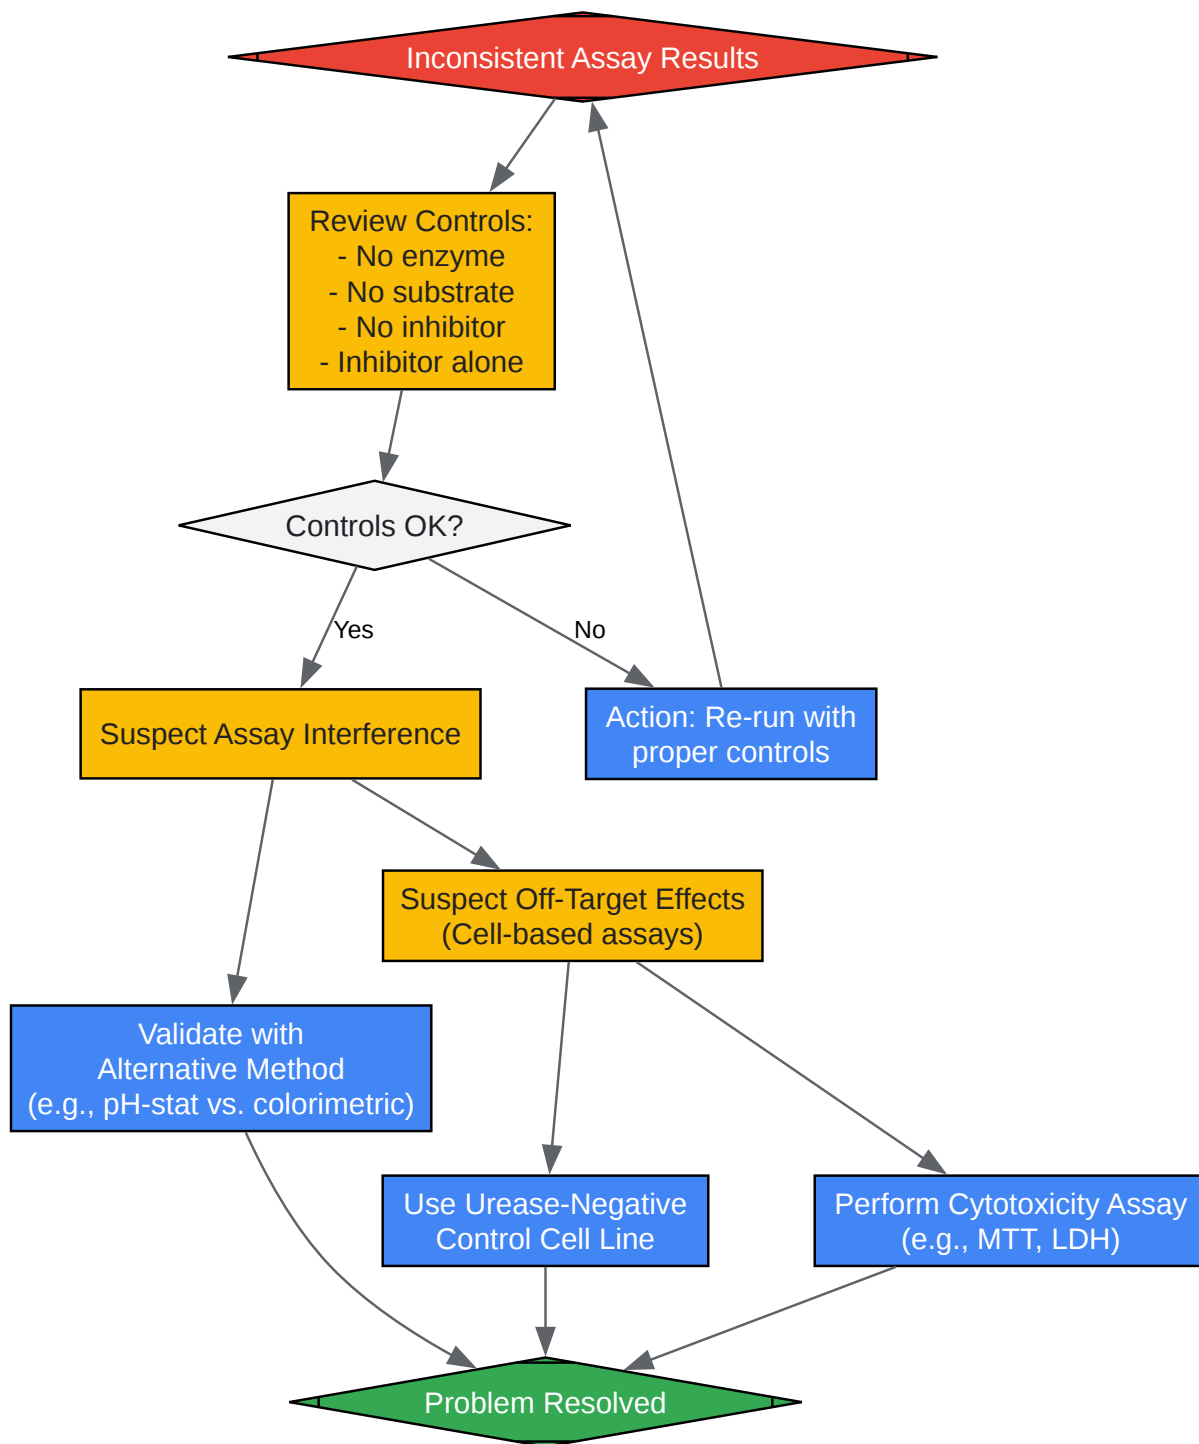 Inconsistent Assay Results
Review Controls:
- No enzyme
- No substrate
- No inhibitor
- Inhibitor alone
Controls OK?
Yes
No
Suspect Assay Interference
Action: Re-run with
proper controls
Suspect Off-Target Effects
(Cell-based assays)
Validate with
Alternative Method
(e.g., pH-stat vs. colorimetric)
Use Urease-Negative
Control Cell Line
Perform Cytotoxicity Assay
(e.g., MTT, LDH)
Problem Resolved